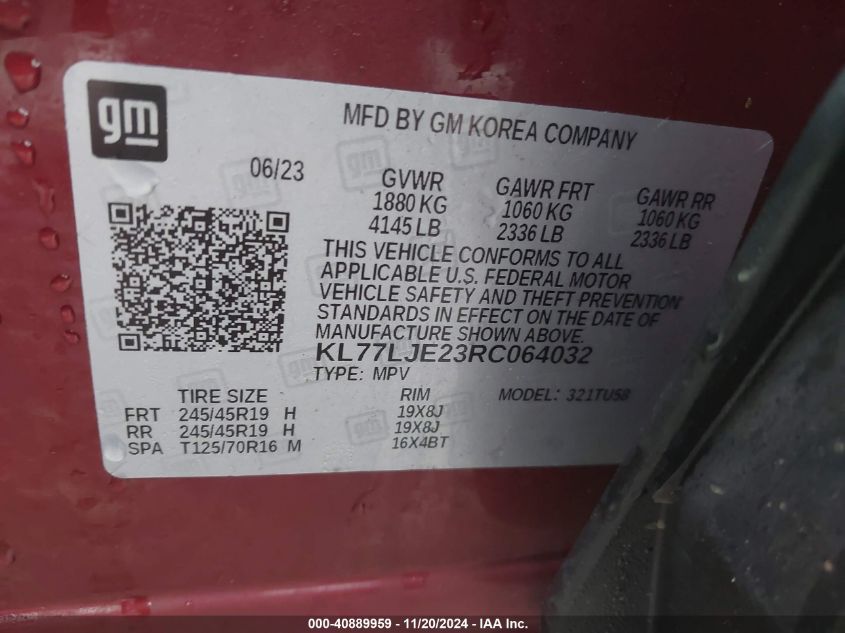 gm
MFD BY GM KOREA COMPANY
06/23
GVWR GAWR FRT GAWR RR
1880 KG 1060 KG 1060 KG
4145 LB 2336 LB 2336 LB
THIS VEHICLE CONFORMS TO ALL
APPLICABLE U.S. FEDERAL MOTOR
VEHICLE SAFETY AND THEFT PREVENTION
STANDARDS IN EFFECT ON THE DATE OF
MANUFACTURE SHOWN ABOVE.
KL77LJE23RC064032
TYPE: MPV
TIRE SIZE RIM MODEL: 321TU58
FRT 245/45R19 H 19X8J
RR 245/45R19 H 19X8J
SPA T125/70R16 M 16X4BT
000-40889959 - 11/20/2024 - IAA Inc.